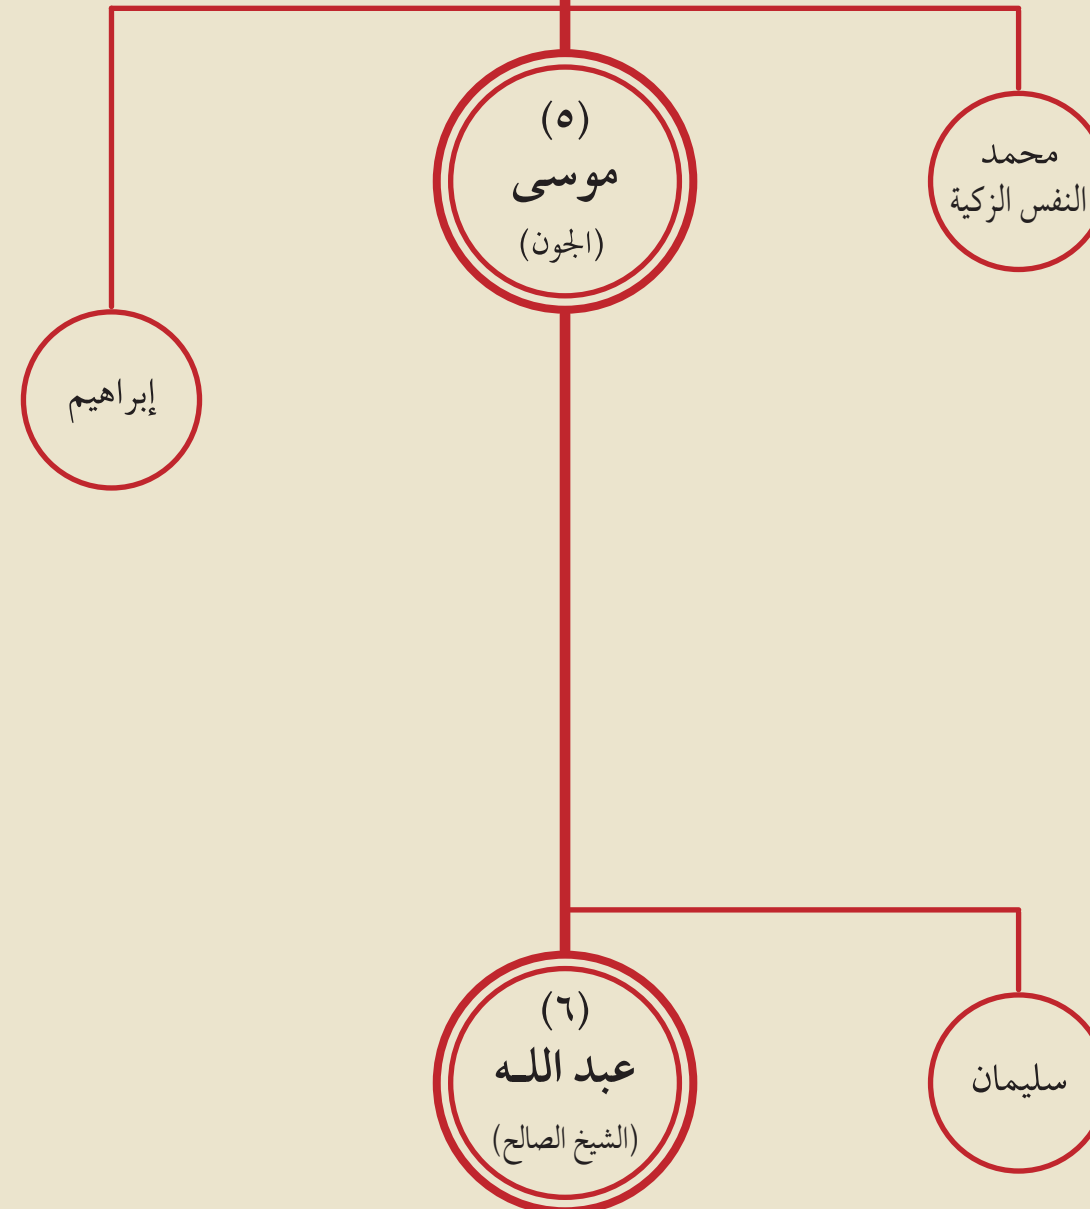 (٥)
موسى
(الجون)
محمد
النفس الزكية
إبراهيم
(٦)
عبد اللـه
(الشيخ الصالح)
سليمان